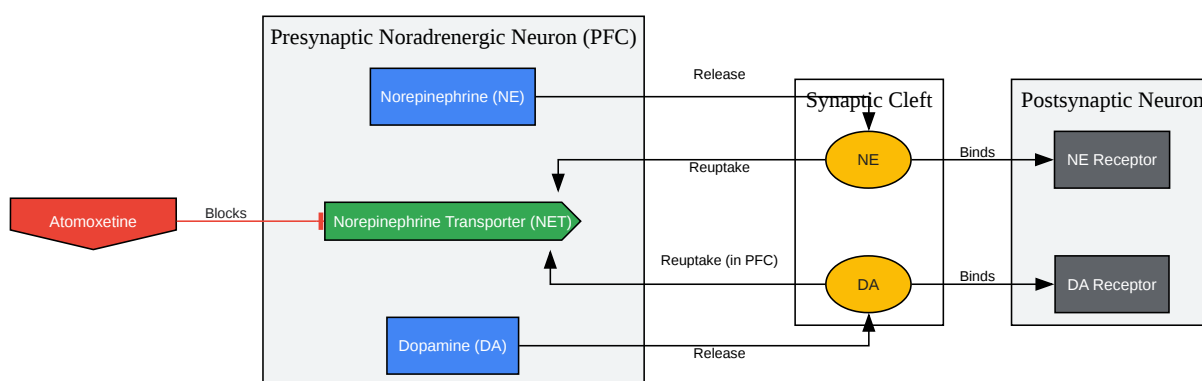 Presynaptic Noradrenergic Neuron (PFC)
Norepinephrine (NE)
Release
Synaptic Cleft
Postsynaptic Neuron
NE
Binds
NE Receptor
Reuptake
Atomoxetine
Blocks
Norepinephrine Transporter (NET)
Reuptake (in PFC)
DA
Binds
DA Receptor
Dopamine (DA)
Release